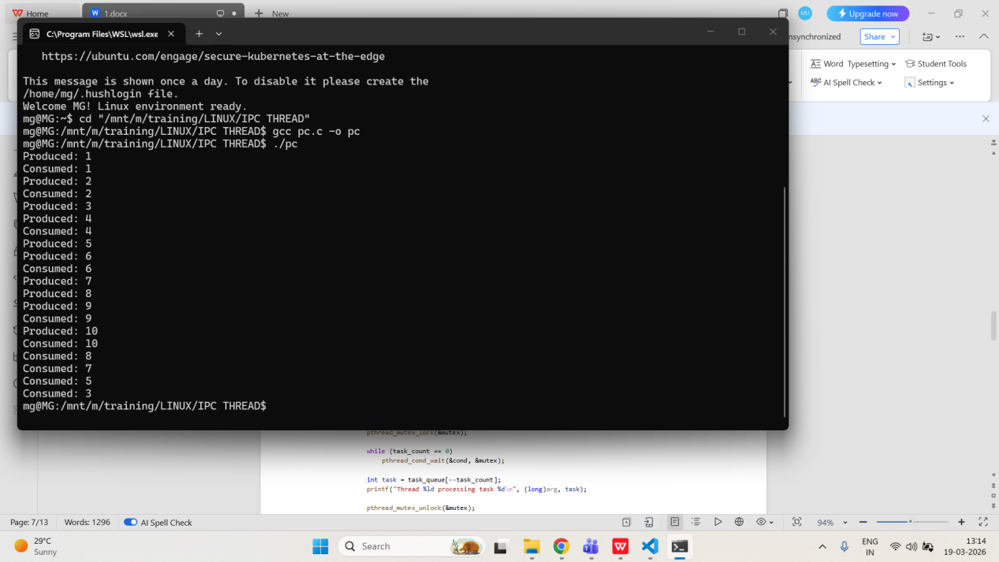 Home
1.docx
New
MU
Upgrade now
C:\Program Files\WSL\wsl.exe
nsynchronized
Share
https://ubuntu.com/engage/secure-kubernetes-at-the-edge
Word Typesetting
Student Tools
This message is shown once a day. To disable it please create the
/home/mg/.hushlogin file.
AI Spell Check
Settings
Welcome MG! Linux environment ready.
mg@MG:~$ cd "/mnt/m/training/LINUX/IPC THREAD"
mg@MG:/mnt/m/training/LINUX/IPC THREAD$ gcc pc.c -o pc
mg@MG:/mnt/m/training/LINUX/IPC THREAD$ ./pc
Produced: 1
Consumed: 1
Produced: 2
Consumed: 2
Produced: 3
Produced: 4
Consumed: 4
Produced: 5
Produced: 6
Consumed: 6
Produced: 7
Produced: 8
Produced: 9
Consumed: 9
Produced: 10
Consumed: 10
Consumed: 8
Consumed: 7
Consumed: 5
Consumed: 3
mg@MG:/mnt/m/training/LINUX/IPC THREAD$
pthread_mutex_lock(&mutex);
while (task_count == 0)
pthread_cond_wait(&cond, &mutex);
int task = task_queue[--task_count];
printf("Thread %ld processing task %d\n", (long)arg, task);
pthread_mutex_unlock(&mutex);
Page: 7/13
Words: 1296
AI Spell Check
94%
29°C
Sunny
Search
ENG
IN
13:14
19-03-2026